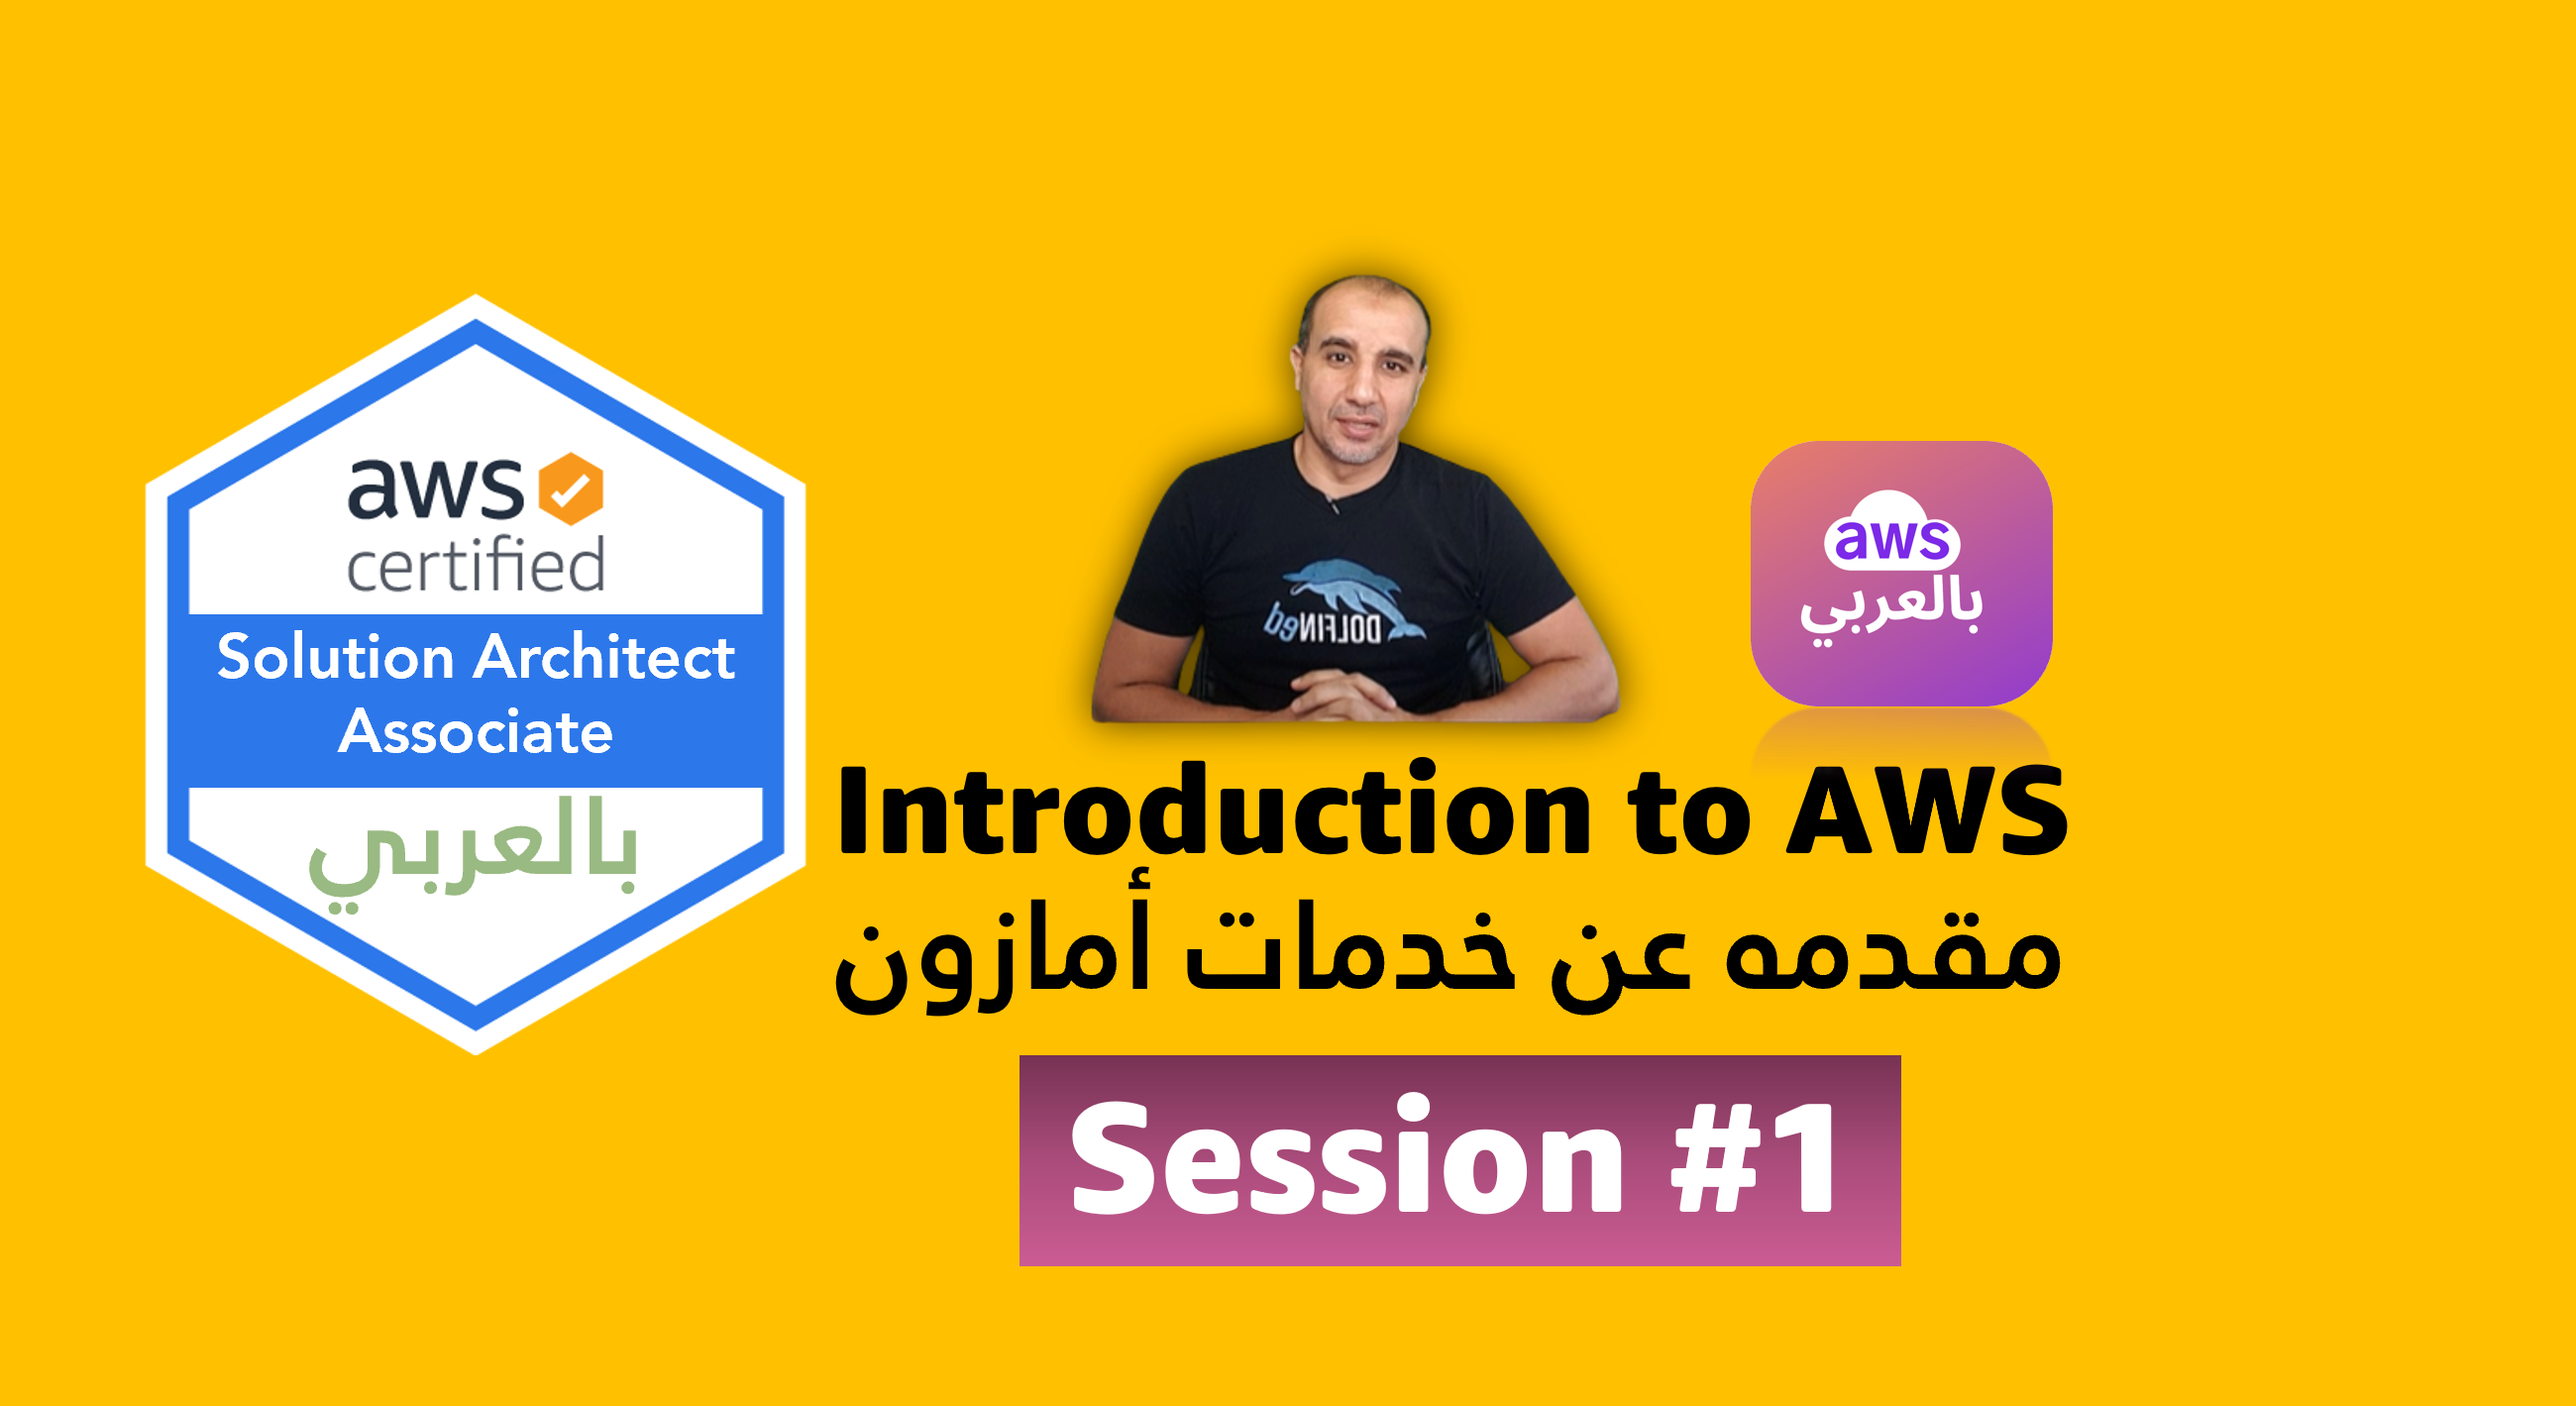 aws
certified
Solution Architect
Associate
بالعربي
DOLFINed
aws
بالعربي
Introduction to AWS
مقدمه عن خدمات أمازون
Session #1